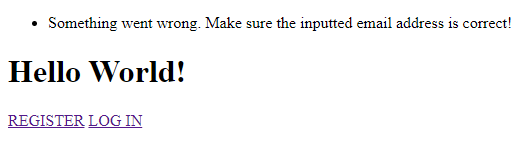 Something went wrong. Make sure the inputted email address is correct!
Hello World!
REGISTER LOG IN